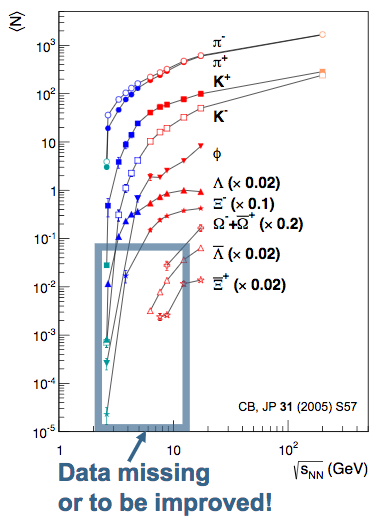 ⟨N⟩
10³
10²
10
1
10⁻¹
10⁻²
10⁻³
10⁻⁴
10⁻⁵
π⁻
π⁺
K⁺
K⁻
ϕ
Λ (× 0.02)
Ξ⁻ (× 0.1)
Ω⁻+Ω̅⁺ (× 0.2)
Λ̅ (× 0.02)
Ξ̅⁺ (× 0.02)
CB, JP 31 (2005) S57
1 10 10²
√sNN (GeV)
Data missing
or to be improved!